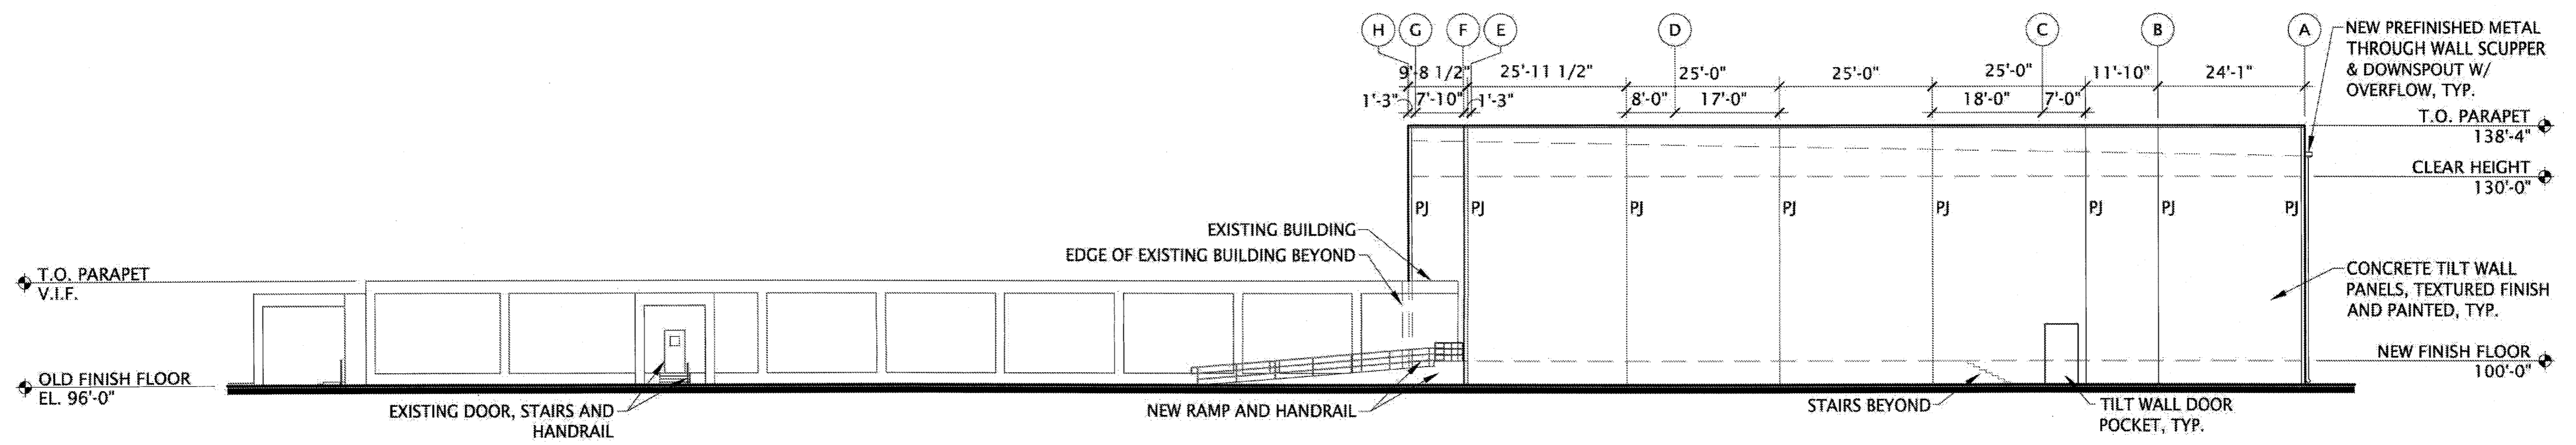 H G F E D C B A
9'-8 1/2" 25'-11 1/2" 25'-0" 25'-0" 25'-0" 11'-10" 24'-1"
1'-3" 7'-10" 1'-3" 8'-0" 17'-0" 18'-0" 7'-0"
NEW PREFINISHED METAL
THROUGH WALL SCUPPER
& DOWNSPOUT W/
OVERFLOW, TYP.
T.O. PARAPET
138'-4"
CLEAR HEIGHT
130'-0"
PJ PJ PJ PJ PJ PJ PJ PJ
EXISTING BUILDING
EDGE OF EXISTING BUILDING BEYOND
T.O. PARAPET
V.I.F.
CONCRETE TILT WALL
PANELS, TEXTURED FINISH
AND PAINTED, TYP.
NEW FINISH FLOOR
100'-0"
OLD FINISH FLOOR
EL. 96'-0"
EXISTING DOOR, STAIRS AND
HANDRAIL
NEW RAMP AND HANDRAIL
STAIRS BEYOND
TILT WALL DOOR
POCKET, TYP.